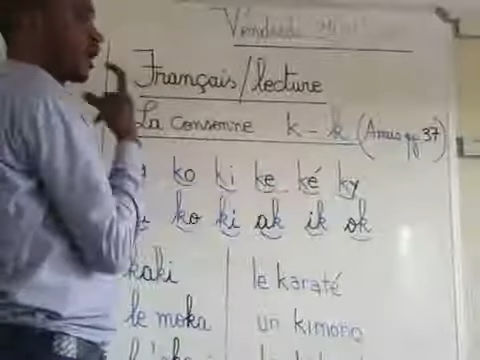 Vendredi
Français/lecture
La consonne k - k (Amis pg 37)
ko ki ke ké ky
ko ki ak ik ok
kaki le karaté
le moka un kimono